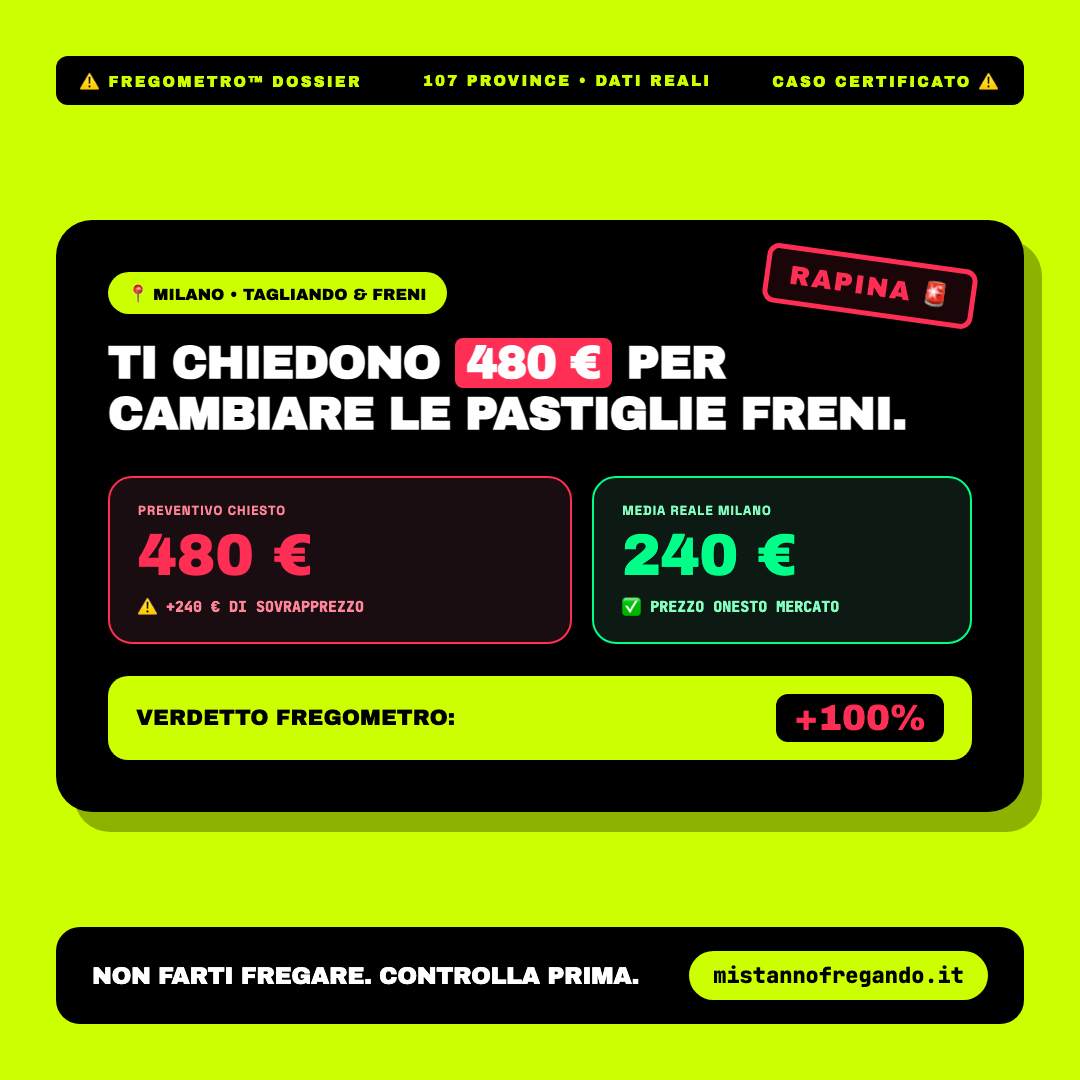 ⚠️ FREGOMETRO™ DOSSIER
107 PROVINCE • DATI REALI
CASO CERTIFICATO ⚠️
RAPINA 🚨
📍 MILANO • TAGLIANDO & FRENI
TI CHIEDONO 480 € PER
CAMBIARE LE PASTIGLIE FRENI.
PREVENTIVO CHIESTO
480 €
⚠️ +240 € DI SOVRAPPREZZO
MEDIA REALE MILANO
240 €
✅ PREZZO ONESTO MERCATO
VERDETTO FREGOMETRO:
+100%
NON FARTI FREGARE. CONTROLLA PRIMA.
mistannofregando.it